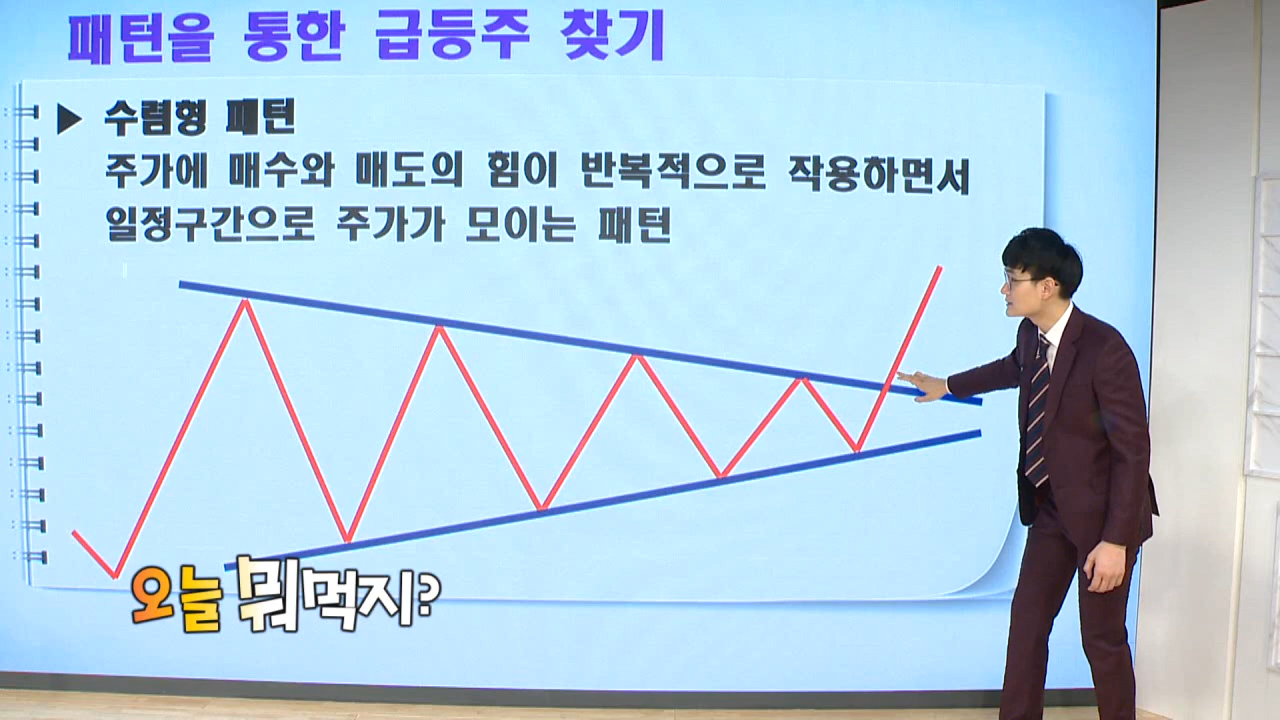 패턴을 통한 급등주 찾기
▶ 수렴형 패턴
주가에 매수와 매도의 힘이 반복적으로 작용하면서
일정구간으로 주가가 모이는 패턴
오늘 뭐먹지?